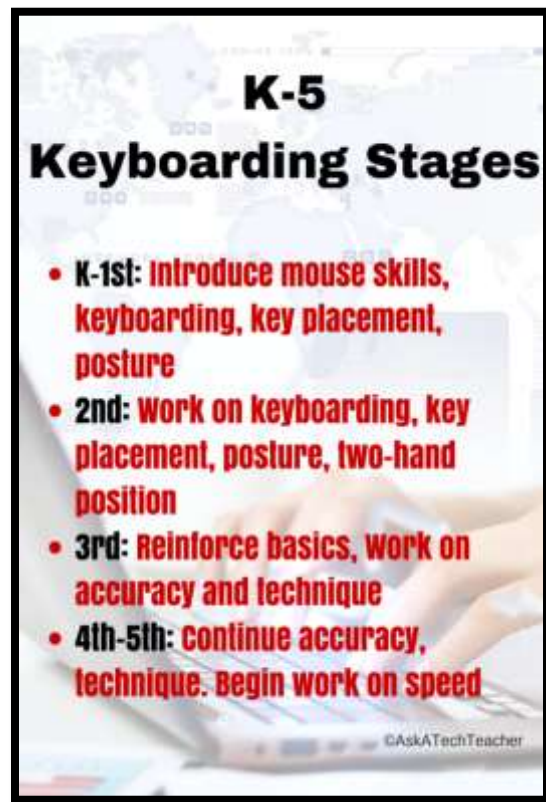 K-5
Keyboarding Stages
• K-1st: Introduce mouse skills,
keyboarding, key placement,
posture
• 2nd: Work on keyboarding, key
placement, posture, two-hand
position
• 3rd: Reinforce basics, Work on
accuracy and technique
• 4th-5th: Continue accuracy,
technique. Begin work on speed
©AskATechTeacher